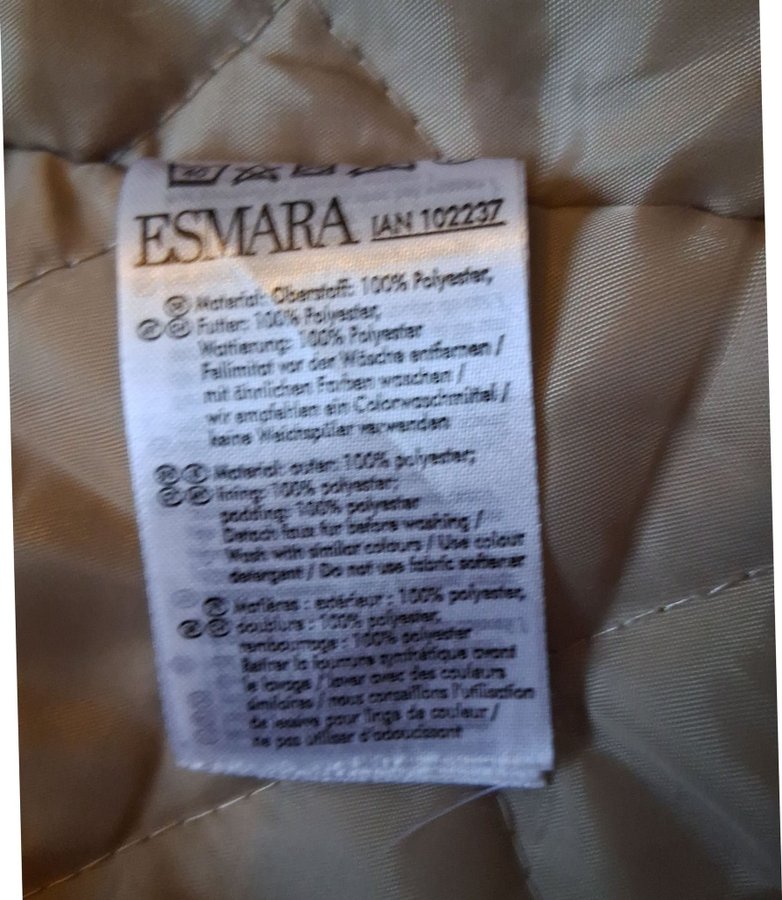 ESMARA IAN 102237
Material: Oberstoff: 100% Polyester,
Futter: 100% Polyester,
Wattierung: 100% Polyester
Fellimitat vor der Wäsche entfernen /
mit ähnlichen Farben waschen /
wir empfehlen ein Colorwaschmittel /
keine Weichspüler verwenden
Material: outer: 100% polyester;
lining: 100% polyester;
padding: 100% polyester
Detach faux fur before washing /
Wash with similar colours / Use colour
detergent / Do not use fabric softener
Matières : extérieur : 100% polyester,
doublure : 100% polyester,
rembourrage : 100% polyester
Retirer la fourrure synthétique avant
le lavage / laver avec des couleurs
similaires / nous conseillons l'utilisation
de lessive pour linge de couleur /
ne pas utiliser d'adoucissant